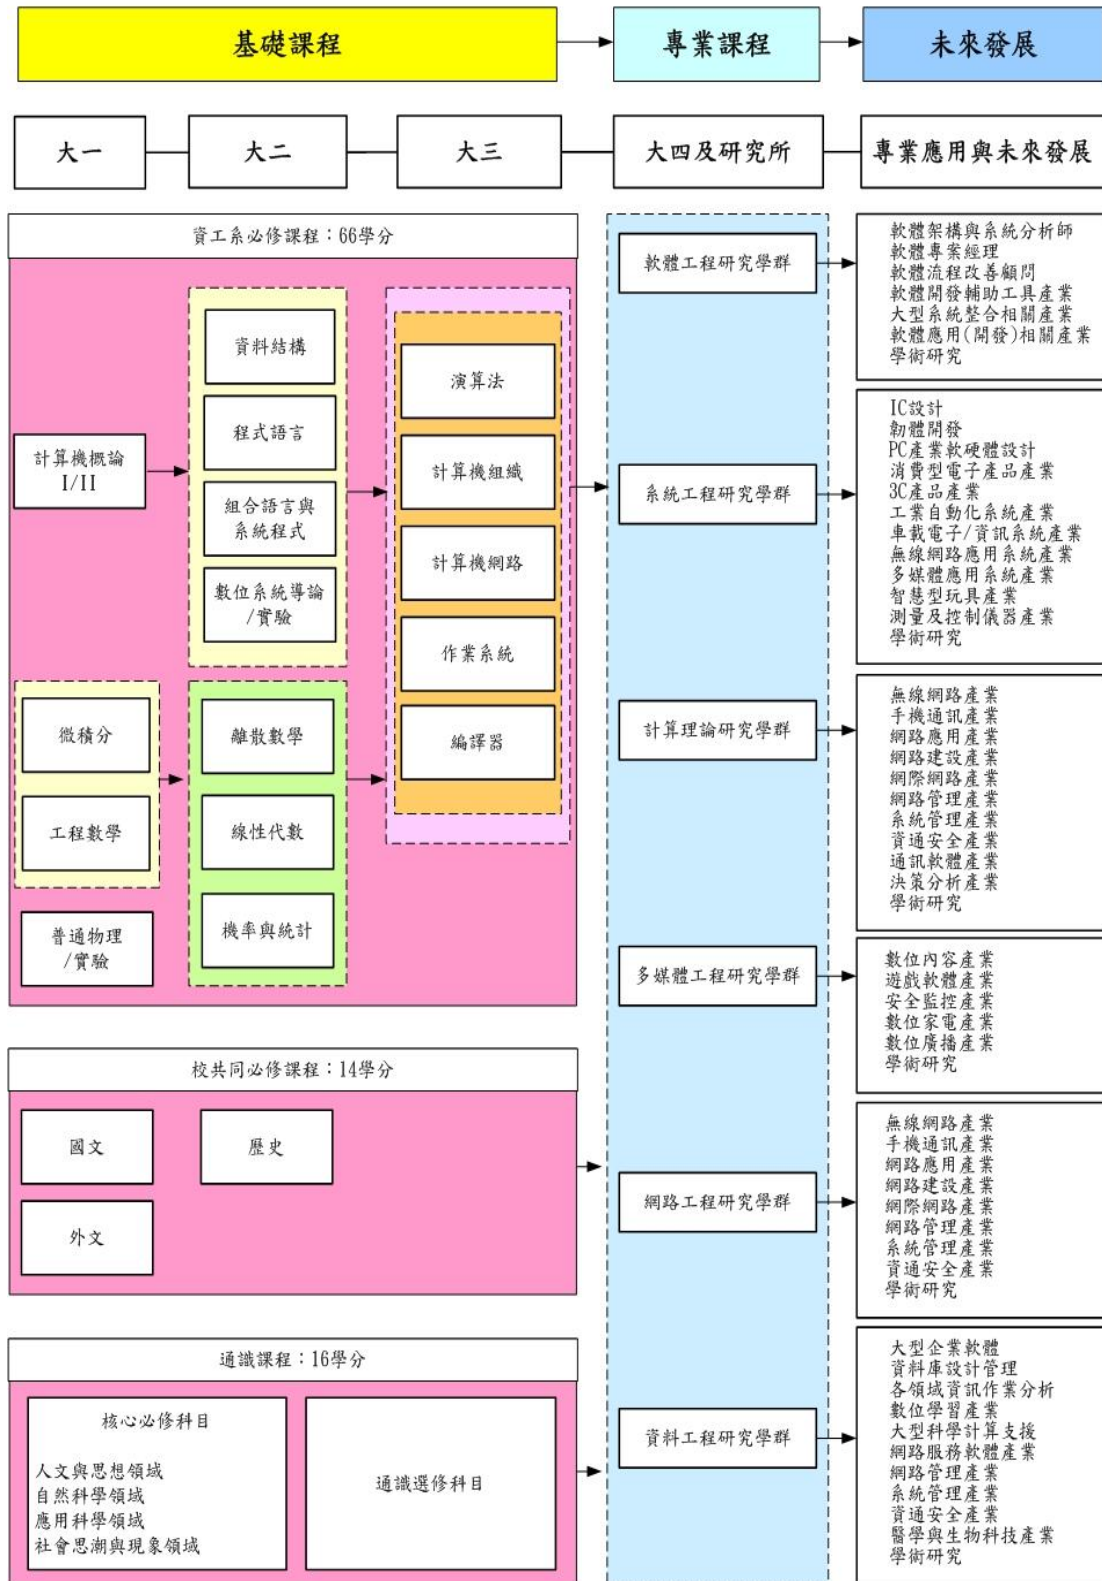 基礎課程
專業課程
未來發展
大一
大二
大三
大四及研究所
專業應用與未來發展
資工系必修課程：66學分
計算機概論
I/II
微積分
工程數學
普通物理
/實驗
資料結構
程式語言
組合語言與
系統程式
數位系統導論
/實驗
離散數學
線性代數
機率與統計
演算法
計算機組織
計算機網路
作業系統
編譯器
校共同必修課程：14學分
國文
歷史
外文
通識課程：16學分
核心必修科目
人文與思想領域
自然科學領域
應用科學領域
社會思潮與現象領域
通識選修科目
軟體工程研究學群
軟體架構與系統分析師
軟體專案經理
軟體流程改善顧問
軟體開發輔助工具產業
大型系統整合相關產業
軟體應用(開發)相關產業
學術研究
系統工程研究學群
IC設計
韌體開發
PC產業軟硬體設計
消費型電子產品產業
3C產品產業
工業自動化系統產業
車載電子/資訊系統產業
無線網路應用系統產業
多媒體應用系統產業
智慧型玩具產業
測量及控制儀器產業
學術研究
計算理論研究學群
無線網路產業
手機通訊產業
網路應用產業
網路建設產業
網際網路產業
網路管理產業
系統管理產業
資通安全產業
通訊軟體產業
決策分析產業
學術研究
多媒體工程研究學群
數位內容產業
遊戲軟體產業
安全監控產業
數位家電產業
數位廣播產業
學術研究
網路工程研究學群
無線網路產業
手機通訊產業
網路應用產業
網路建設產業
網際網路產業
網路管理產業
系統管理產業
資通安全產業
學術研究
資料工程研究學群
大型企業軟體
資料庫設計管理
各領域資訊作業分析
數位學習產業
大型科學計算支援
網路服務軟體產業
網路管理產業
系統管理產業
資通安全產業
醫學與生物科技產業
學術研究